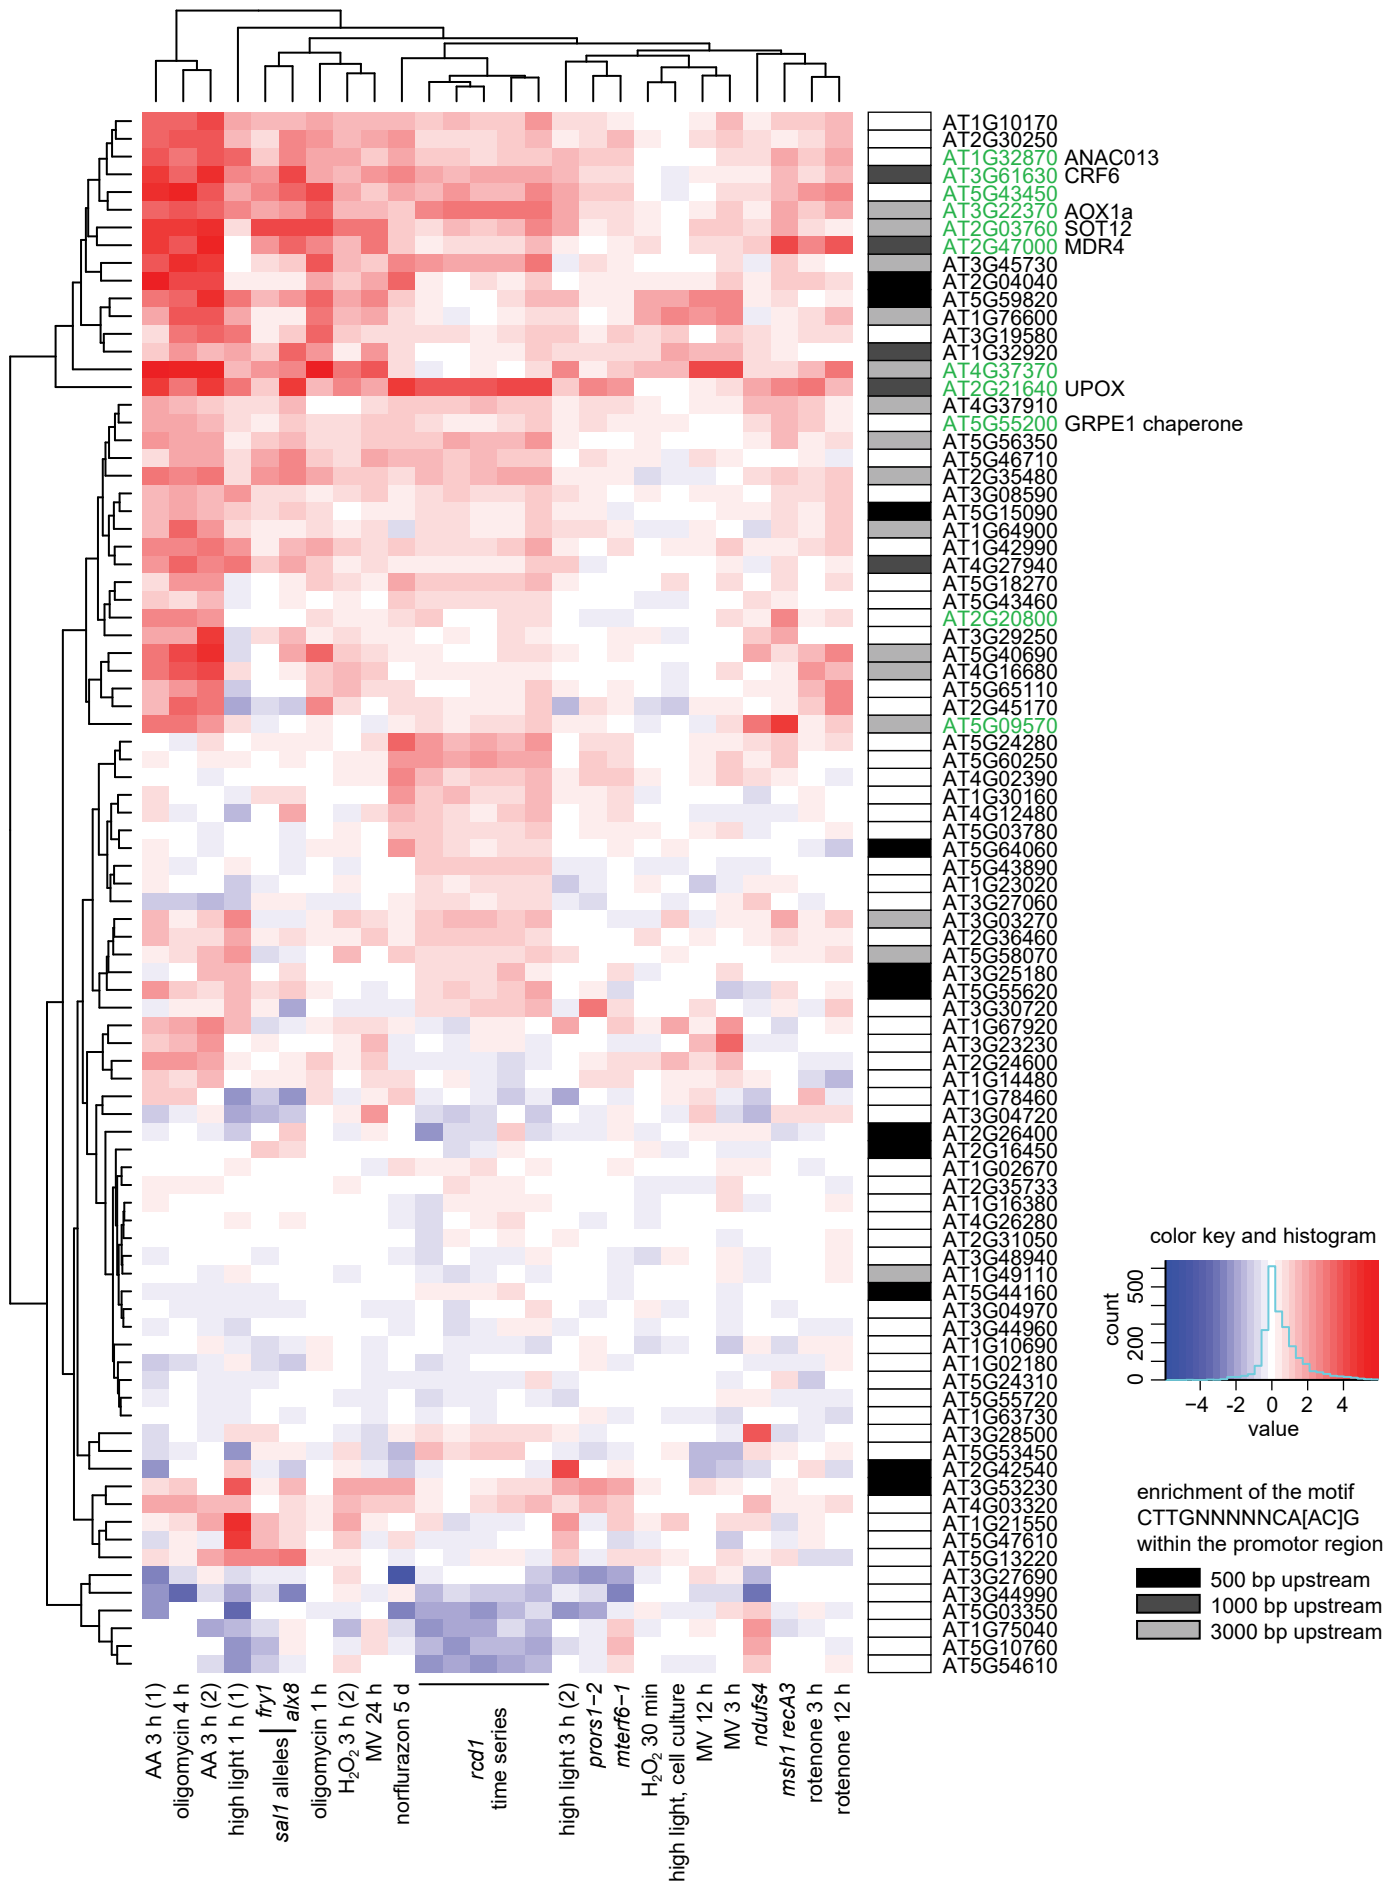 AT1G10170
AT2G30250
AT1G32870 ANAC013
AT3G61630 CRF6
AT5G43450
AT3G22370 AOX1a
AT2G03760 SOT12
AT2G47000 MDR4
AT3G45730
AT2G04040
AT5G59820
AT1G76600
AT3G19580
AT1G32920
AT4G37370
AT2G21640 UPOX
AT4G37910
AT5G55200 GRPE1 chaperone
AT5G56350
AT5G46710
AT2G35480
AT3G08590
AT5G15090
AT1G64900
AT1G42990
AT4G27940
AT5G18270
AT5G43460
AT2G20800
AT3G29250
AT5G40690
AT4G16680
AT5G65110
AT2G45170
AT5G09570
AT5G24280
AT5G60250
AT4G02390
AT1G30160
AT4G12480
AT5G03780
AT5G64060
AT5G43890
AT1G23020
AT3G27060
AT3G03270
AT2G36460
AT5G58070
AT3G25180
AT5G55620
AT3G30720
AT1G67920
AT3G23230
AT2G24600
AT1G14480
AT1G78460
AT3G04720
AT2G26400
AT2G16450
AT1G02670
AT2G35733
AT1G16380
AT4G26280
AT2G31050
AT3G48940
AT1G49110
AT5G44160
AT3G04970
AT3G44960
AT1G10690
AT1G02180
AT5G24310
AT5G55720
AT1G63730
AT3G28500
AT5G53450
AT2G42540
AT3G53230
AT4G03320
AT1G21550
AT5G47610
AT5G13220
AT3G27690
AT3G44990
AT5G03350
AT1G75040
AT5G10760
AT5G54610
AA 3 h (1)
oligomycin 4 h
AA 3 h (2)
high light 1 h (1)
fry1
alx8
sal1 alleles
oligomycin 1 h
H₂O₂ 3 h (2)
MV 24 h
norflurazon 5 d
rcd1
time series
high light 3 h (2)
prors1−2
mterf6−1
H₂O₂ 30 min
high light, cell culture
MV 12 h
MV 3 h
ndufs4
msh1 recA3
rotenone 3 h
rotenone 12 h
color key and histogram
count
0 200 500
−4 -2 0 2 4
value
enrichment of the motif
CTTGNNNNNCA[AC]G
within the promotor region
500 bp upstream
1000 bp upstream
3000 bp upstream